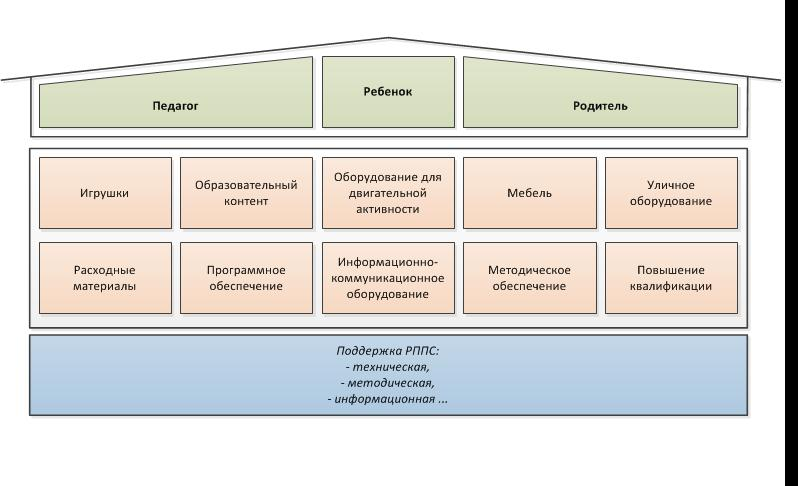 Педагог
Ребенок
Родитель
Игрушки
Образовательный
контент
Оборудование для
двигательной
активности
Мебель
Уличное
оборудование
Расходные
материалы
Программное
обеспечение
Информационно-
коммуникационное
оборудование
Методическое
обеспечение
Повышение
квалификации
Поддержка РППС:
- техническая,
- методическая,
- информационная ...